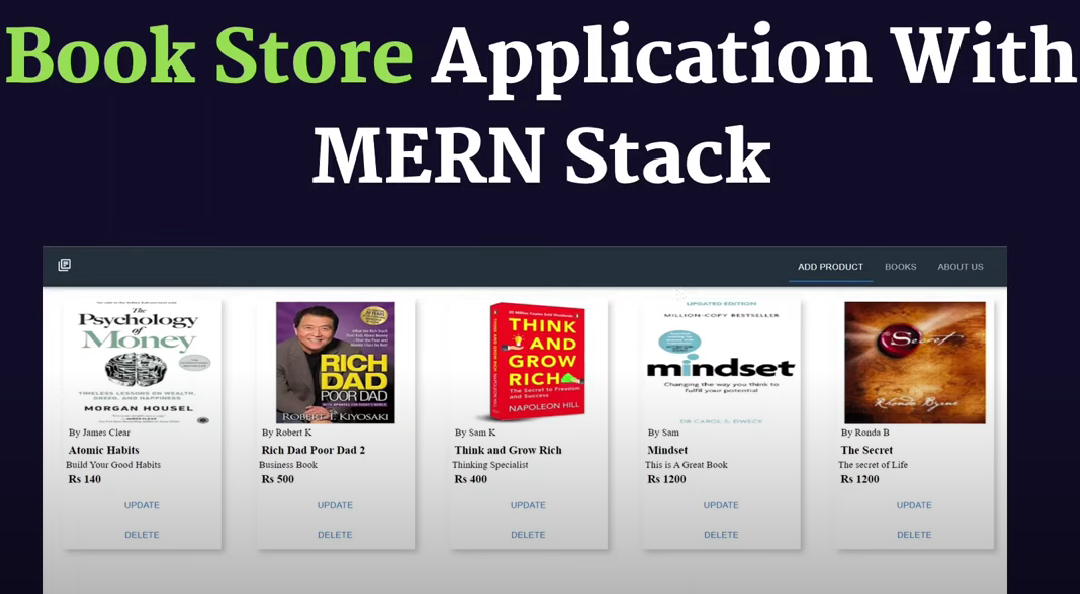 Book Store Application With
MERN Stack
ADD PRODUCT BOOKS ABOUT US
The
Psychology
of
Money
TIMELESS LESSONS ON WEALTH,
GREED, AND HAPPINESS
MORGAN HOUSEL
By James Clear
Atomic Habits
Build Your Good Habits
Rs 140
UPDATE
DELETE
RICH
DAD
POOR DAD
ROBERT T. KIYOSAKI
By Robert K
Rich Dad Poor Dad 2
Business Book
Rs 500
UPDATE
DELETE
THINK
AND
GROW
RICH
The Secret to Freedom
and Success
NAPOLEON HILL
THINK AND GROW RICH
By Sam K
Think and Grow Rich
Thinking Specialist
Rs 400
UPDATE
DELETE
UPDATED EDITION
MILLION-COPY BESTSELLER
mindset
Changing the way you think to
fulfil your potential
DR CAROL S. DWECK
By Sam
Mindset
This is A Great Book
Rs 1200
UPDATE
DELETE
The Secret
Rhonda Byrne
By Ronda B
The Secret
The secret of Life
Rs 1200
UPDATE
DELETE